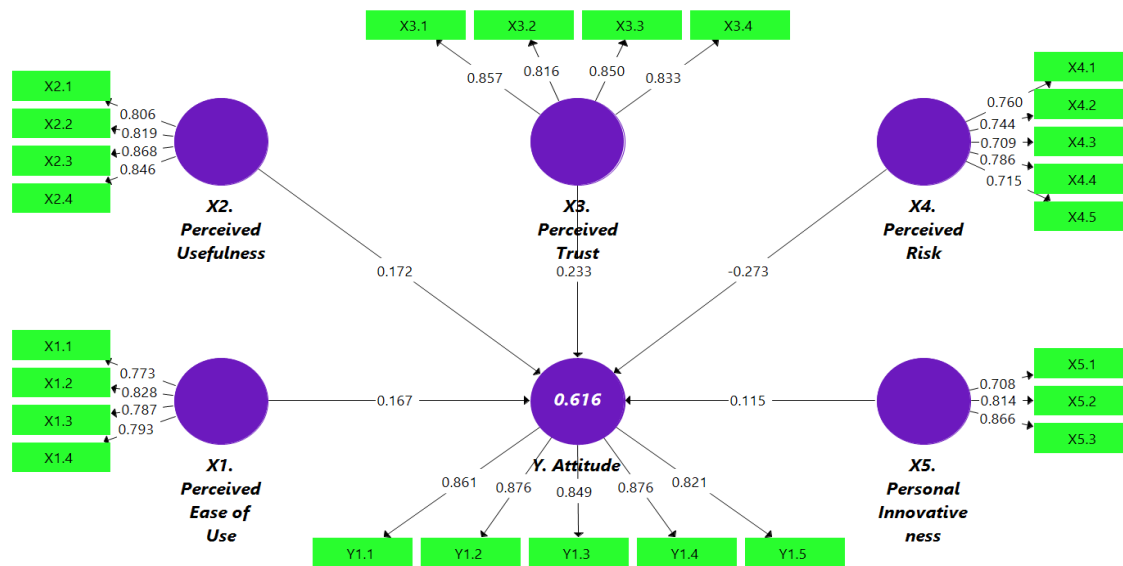 X3.1 X3.2 X3.3 X3.4
0.857 0.816 0.850 0.833
X2.1
X2.2
X2.3
X2.4
0.806
0.819
0.868
0.846
X2.
Perceived
Usefulness
X3.
Perceived
Trust
X4.1
X4.2
X4.3
X4.4
X4.5
0.760
0.744
0.709
0.786
0.715
X4.
Perceived
Risk
0.172
0.233
-0.273
X1.1
X1.2
X1.3
X1.4
0.773
0.828
0.787
0.793
X1.
Perceived
Ease of
Use
0.167
0.616
Y. Attitude
0.115
X5.1
X5.2
X5.3
0.708
0.814
0.866
X5.
Personal
Innovative
ness
0.861 0.876 0.849 0.876 0.821
Y1.1 Y1.2 Y1.3 Y1.4 Y1.5